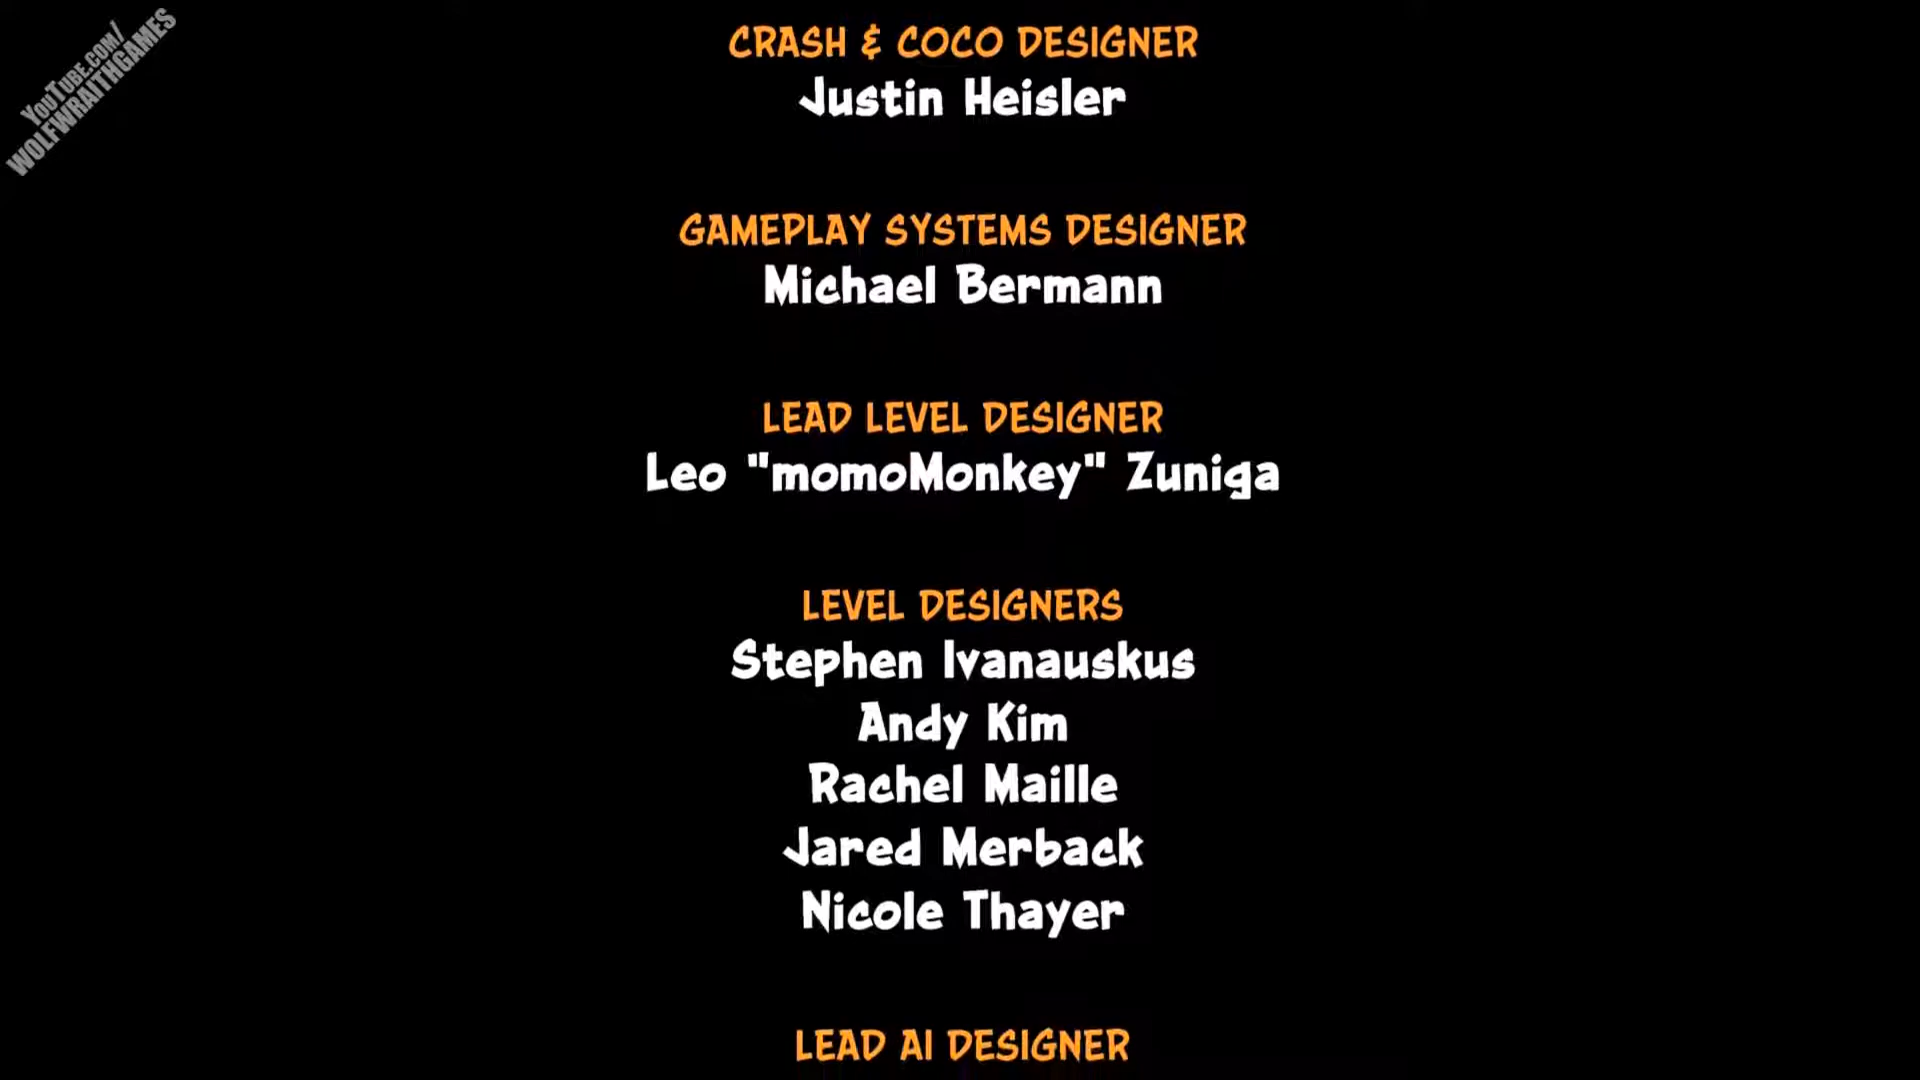 YouTube.com/
WOLFWRAITHGAMES
CRASH & COCO DESIGNER
Justin Heisler
GAMEPLAY SYSTEMS DESIGNER
Michael Bermann
LEAD LEVEL DESIGNER
Leo "momoMonkey" Zuniga
LEVEL DESIGNERS
Stephen Ivanauskus
Andy Kim
Rachel Maille
Jared Merback
Nicole Thayer
LEAD AI DESIGNER